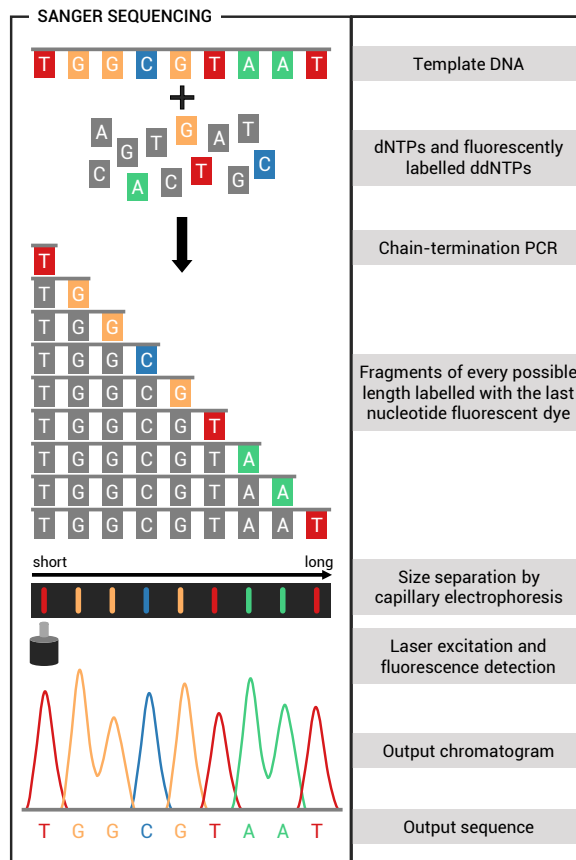 SANGER SEQUENCING
T G G C G T A A T
Template DNA
+
A G T G A T
C A C T G C
dNTPs and fluorescently
labelled ddNTPs
Chain-termination PCR
T
T G
T G G
T G G C
T G G C G
T G G C G T
T G G C G T A
T G G C G T A A
T G G C G T A A T
Fragments of every possible
length labelled with the last
nucleotide fluorescent dye
short long
Size separation by
capillary electrophoresis
Laser excitation and
fluorescence detection
Output chromatogram
T G G C G T A A T
Output sequence